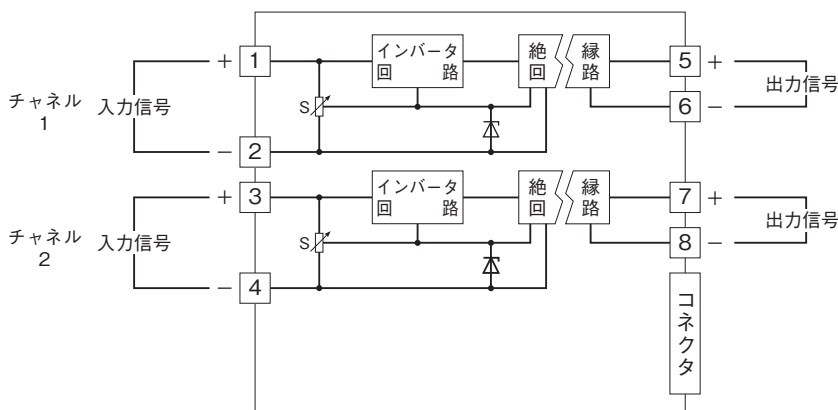 チャネル
1
入力信号
+
1
−
2
S
インバータ
回　路
絶
回
縁
路
5
+
6
−
出力信号
チャネル
2
入力信号
+
3
−
4
S
インバータ
回　路
絶
回
縁
路
7
+
8
−
出力信号
コネクタ